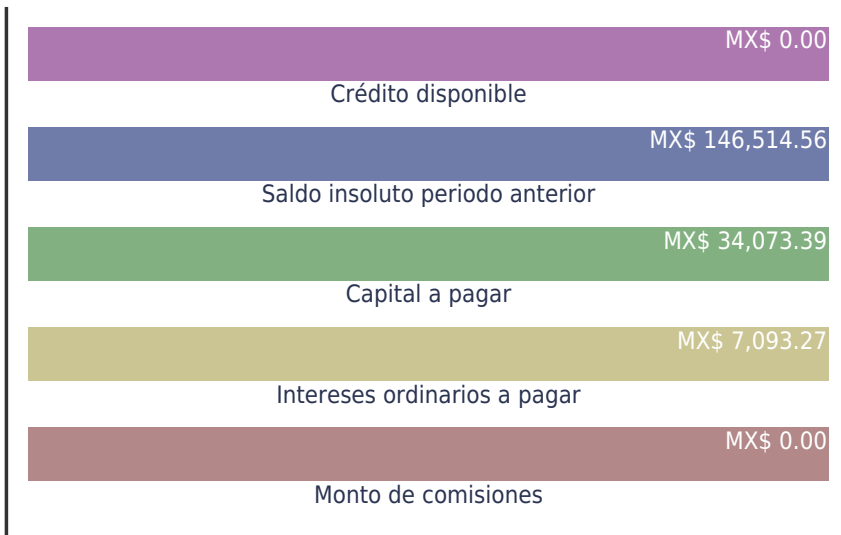 MX$ 0.00
Crédito disponible
MX$ 146,514.56
Saldo insoluto periodo anterior
MX$ 34,073.39
Capital a pagar
MX$ 7,093.27
Intereses ordinarios a pagar
MX$ 0.00
Monto de comisiones